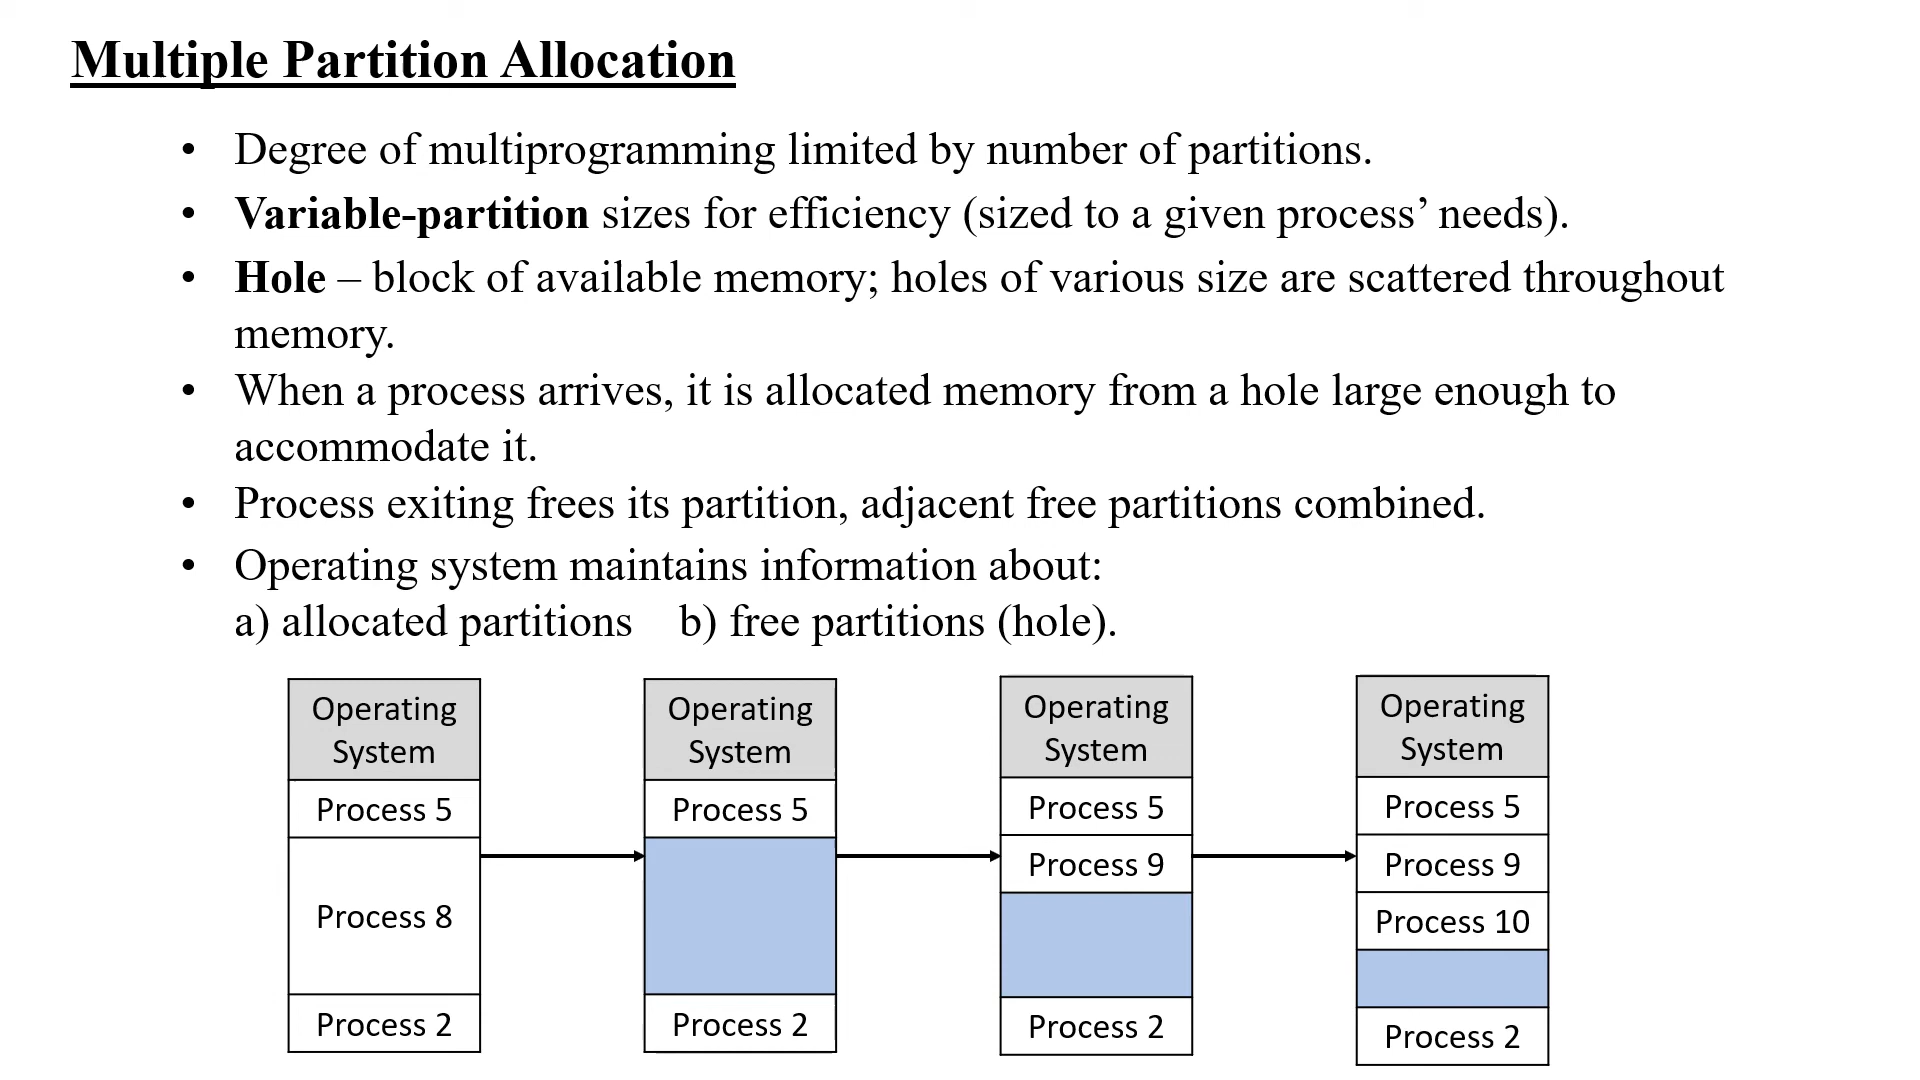 Multiple Partition Allocation
• Degree of multiprogramming limited by number of partitions.
• Variable-partition sizes for efficiency (sized to a given process’ needs).
• Hole – block of available memory; holes of various size are scattered throughout
memory.
• When a process arrives, it is allocated memory from a hole large enough to
accommodate it.
• Process exiting frees its partition, adjacent free partitions combined.
• Operating system maintains information about:
a) allocated partitions b) free partitions (hole).
Operating
System
Process 5
Process 8
Process 2
Operating
System
Process 5
Process 2
Operating
System
Process 5
Process 9
Process 2
Operating
System
Process 5
Process 9
Process 10
Process 2